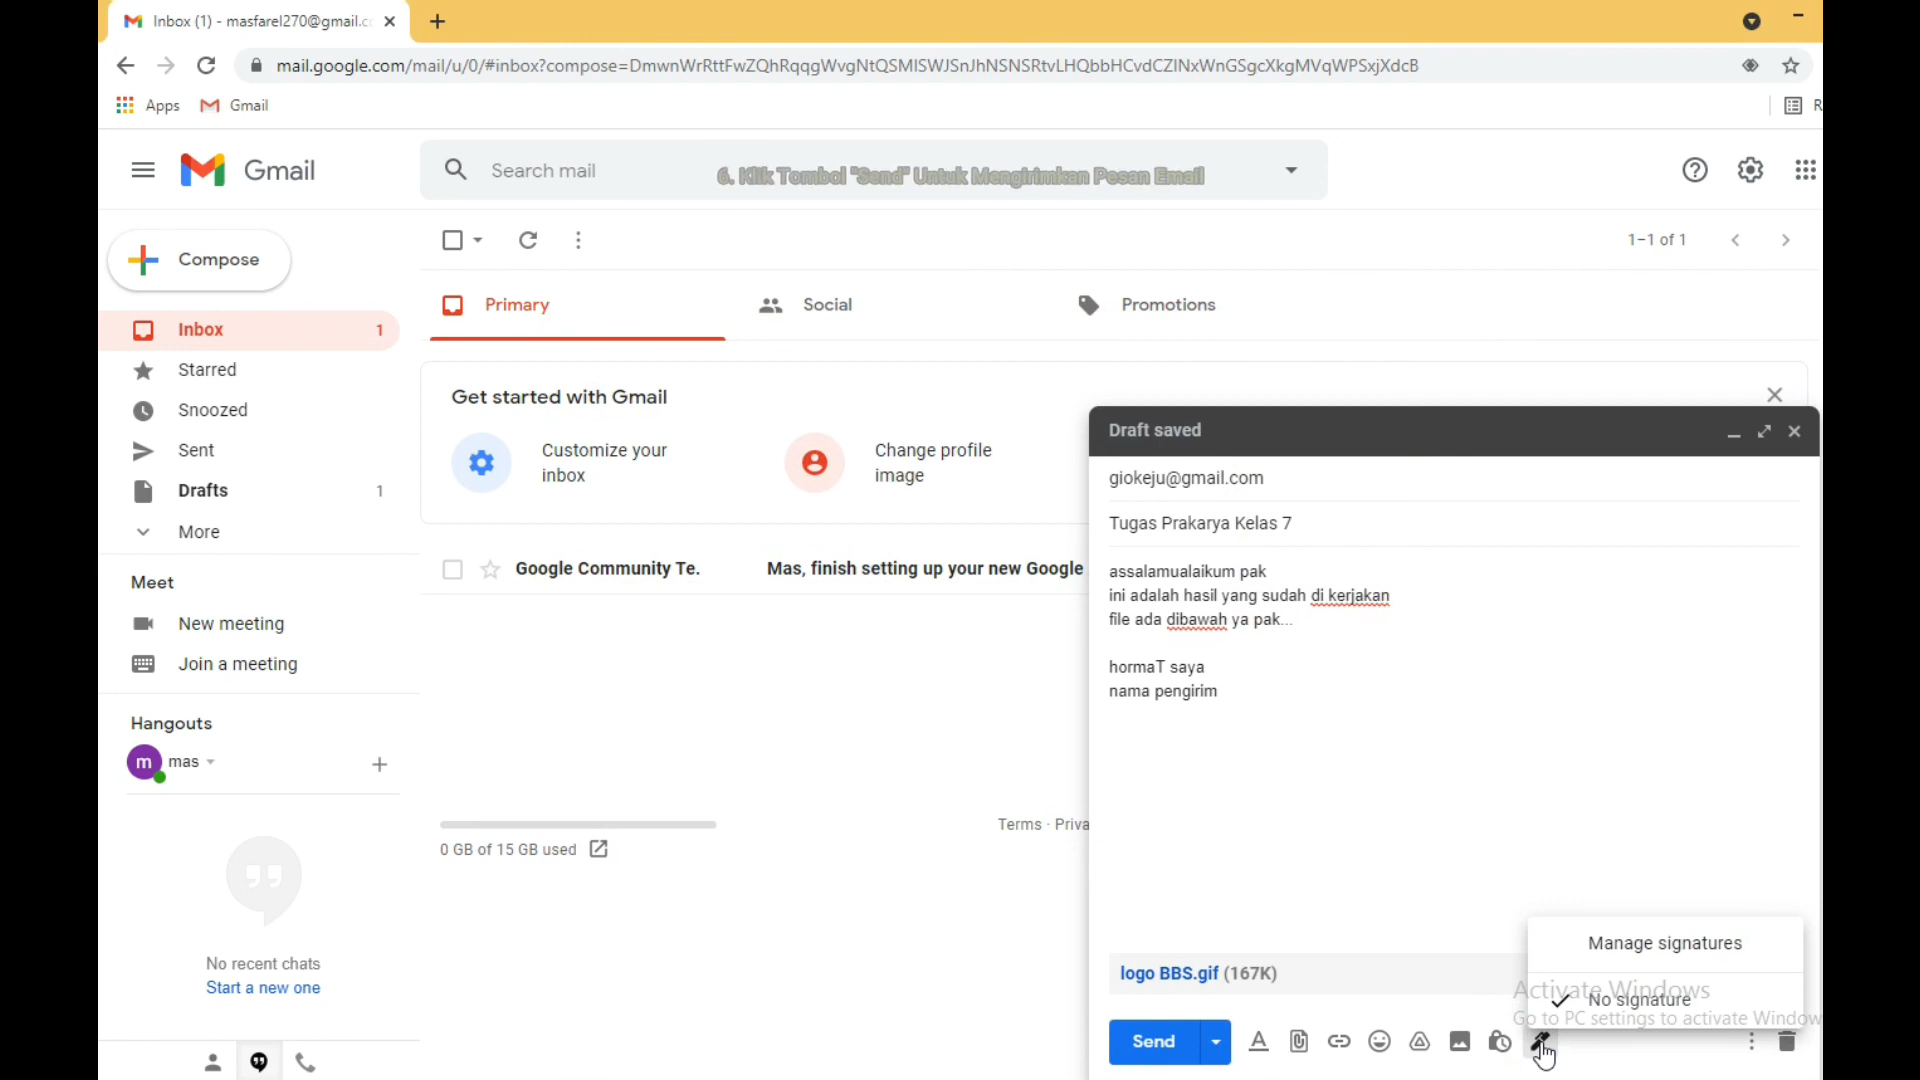 Inbox (1) - masfarel270@gmail.c
mail.google.com/mail/u/0/#inbox?compose=DmwnWrRttFwZQhRqqgWvgNtQSMlSWJSnJhNSNSRtvLHQbbHCvdCZlNxWnGSgcXkgMVqWPSxjXdcB
Apps
Gmail
R
Gmail
Search mail
6. Klik Tombol "Send" Untuk Mengirimkan Pesan Email
Compose
1–1 of 1
Primary
Social
Promotions
Inbox 1
Starred
Snoozed
Sent
Drafts 1
More
Get started with Gmail
Customize your
inbox
Change profile
image
Google Community Te.
Mas, finish setting up your new Google
Meet
New meeting
Join a meeting
Hangouts
m mas
No recent chats
Start a new one
0 GB of 15 GB used
Terms · Priva
Draft saved
giokeju@gmail.com
Tugas Prakarya Kelas 7
assalamualaikum pak
ini adalah hasil yang sudah di kerjakan
file ada dibawah ya pak...
hormaT saya
nama pengirim
logo BBS.gif (167K)
Manage signatures
No signature
Activate Windows
Go to PC settings to activate Window
Send